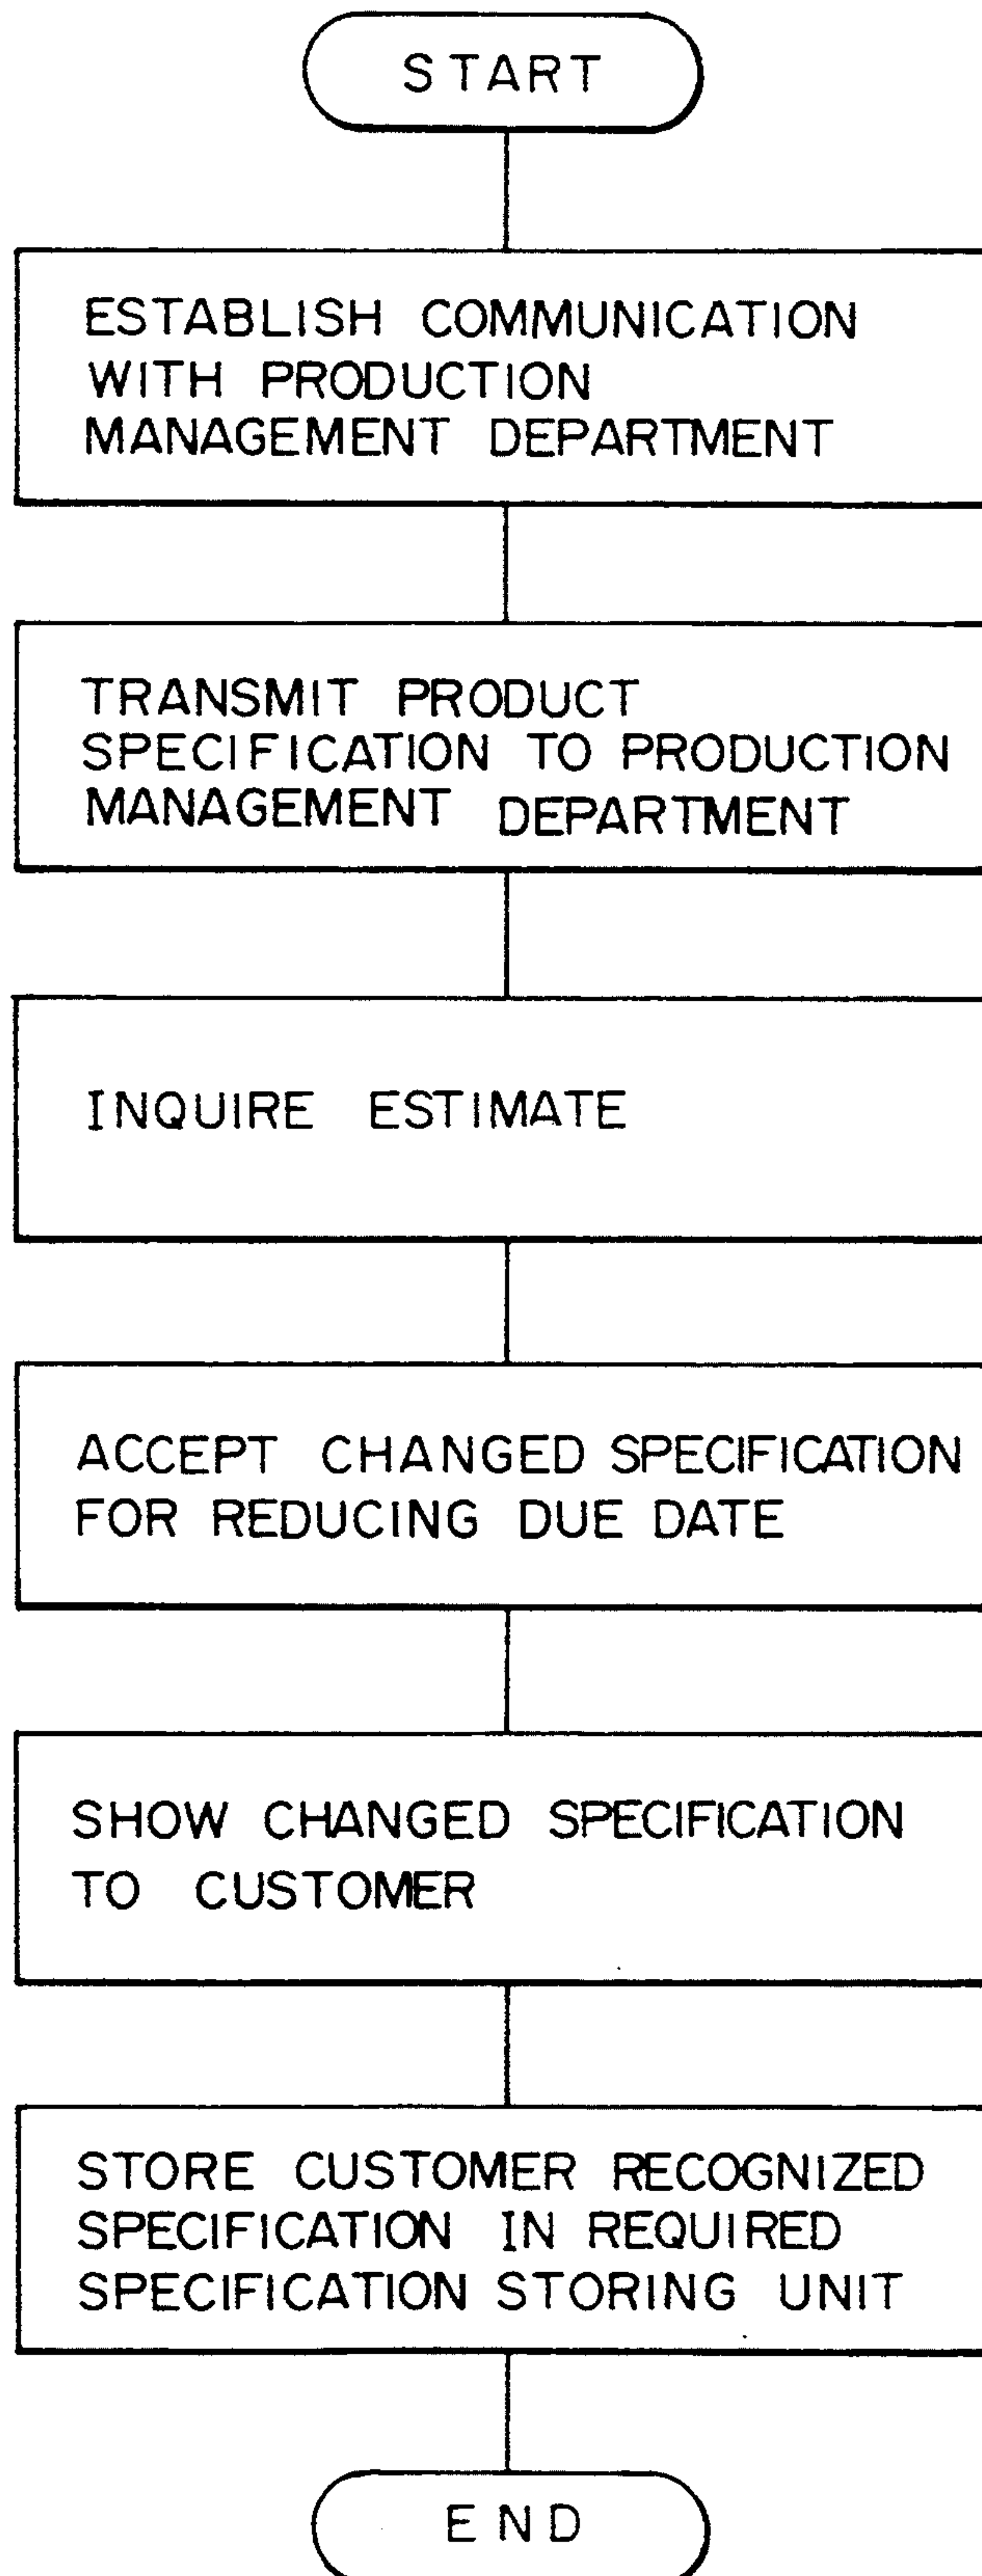 START
ESTABLISH COMMUNICATION
WITH PRODUCTION
MANAGEMENT DEPARTMENT
TRANSMIT PRODUCT
SPECIFICATION TO PRODUCTION
MANAGEMENT DEPARTMENT
INQUIRE ESTIMATE
ACCEPT CHANGED SPECIFICATION
FOR REDUCING DUE DATE
SHOW CHANGED SPECIFICATION
TO CUSTOMER
STORE CUSTOMER RECOGNIZED
SPECIFICATION IN REQUIRED
SPECIFICATION STORING UNIT
END